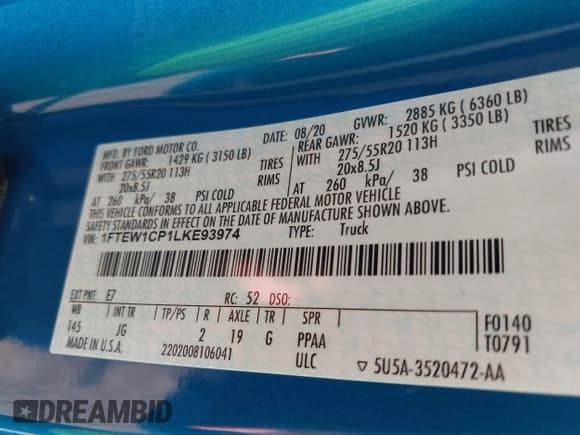 MFD. BY FORD MOTOR CO.
DATE: 08/20 GVWR: 2885 KG ( 6360 LB)
FRONT GAWR: 1429 KG ( 3150 LB)
REAR GAWR: 1520 KG ( 3350 LB)
WITH 275/55R20 113H TIRES
275/55R20 113H TIRES
20x8.5J RIMS
20x8.5J RIMS
AT 260 kPa/ 38 PSI COLD
AT 260 kPa/ 38 PSI COLD
THIS VEHICLE CONFORMS TO ALL APPLICABLE FEDERAL MOTOR VEHICLE
SAFETY STANDARDS IN EFFECT ON THE DATE OF MANUFACTURE SHOWN ABOVE.
VIN: 1FTEW1CP1LKE93974
TYPE: Truck
EXT PNT: E7 RC: 52 DSO:
WB INT TR TP/PS R AXLE TR SPR
145 JG 2 19 G PPAA
F0140
T0791
MADE IN U.S.A. 2202008106041 ULC
▽ 5U5A-3520472-AA
DREAMBID